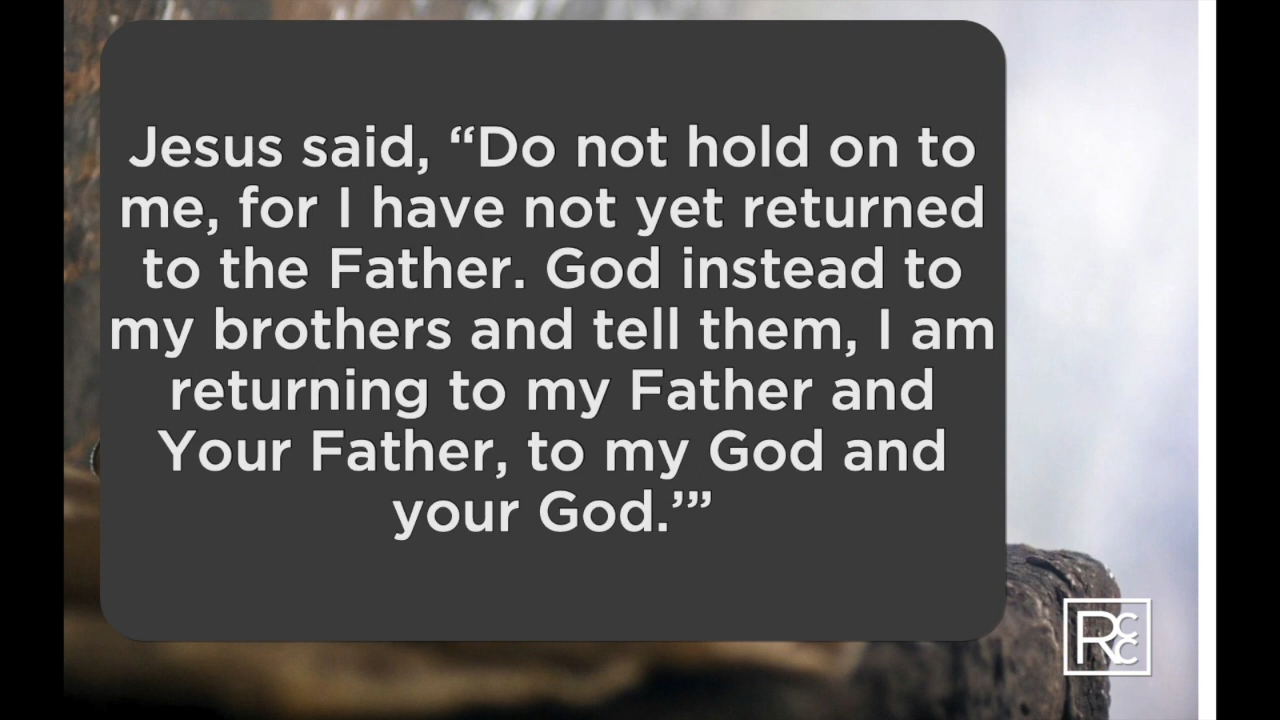 Jesus said, “Do not hold on to
me, for I have not yet returned
to the Father. God instead to
my brothers and tell them, I am
returning to my Father and
Your Father, to my God and
your God.’”
RCCC